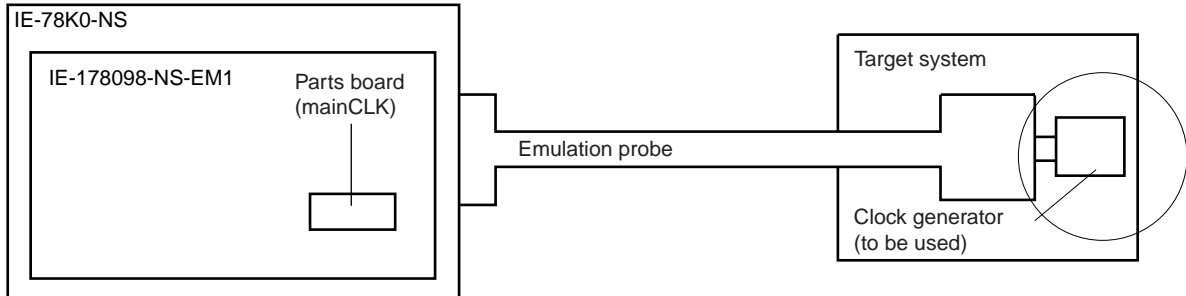 IE-78K0-NS
IE-178098-NS-EM1
Parts board
(mainCLK)
Emulation probe
Target system
Clock generator
(to be used)